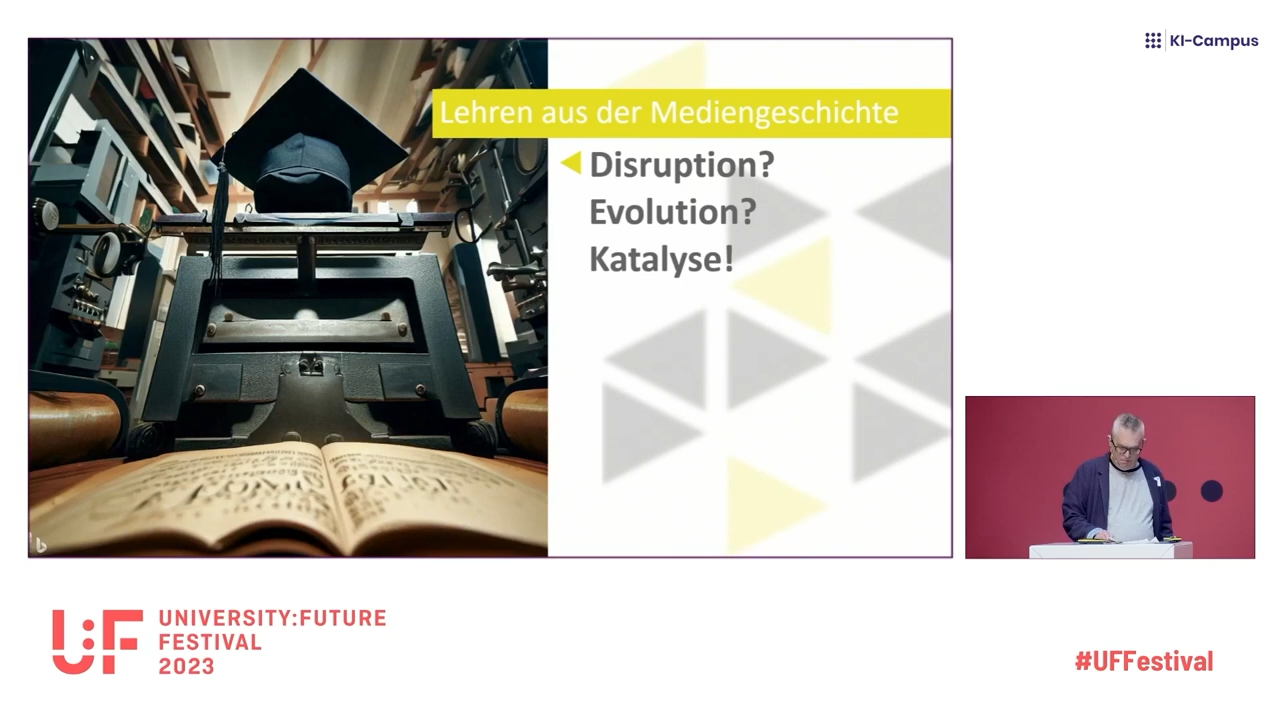 KI-Campus
Lehren aus der Mediengeschichte
Disruption?
Evolution?
Katalyse!
U:F
UNIVERSITY:FUTURE
FESTIVAL
2023
#UFFestival